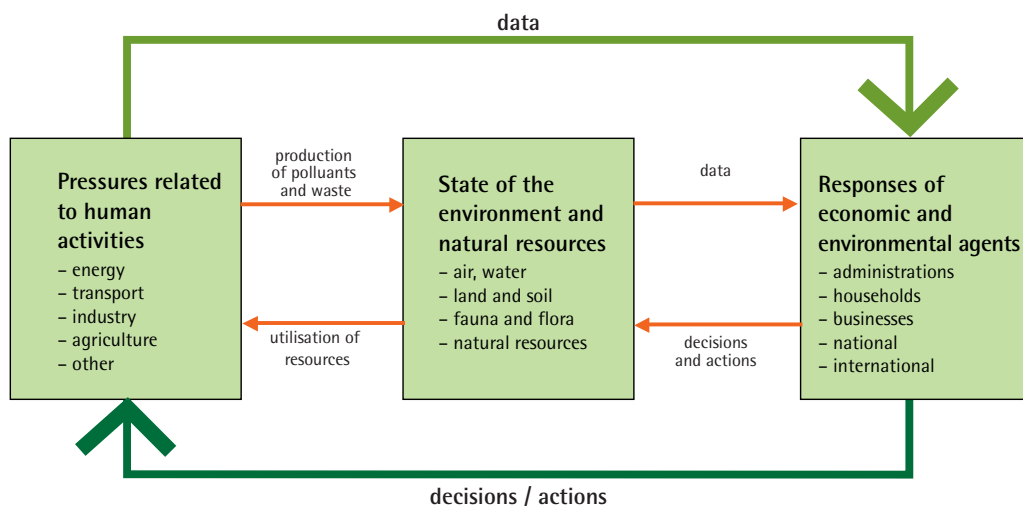 data
Pressures related
to human
activities
– energy
– transport
– industry
– agriculture
– other
production
of polluants
and waste
utilisation of
resources
State of the
environment and
natural resources
– air, water
– land and soil
– fauna and flora
– natural resources
data
decisions
and actions
Responses of
economic and
environmental agents
– administrations
– households
– businesses
– national
– international
decisions / actions